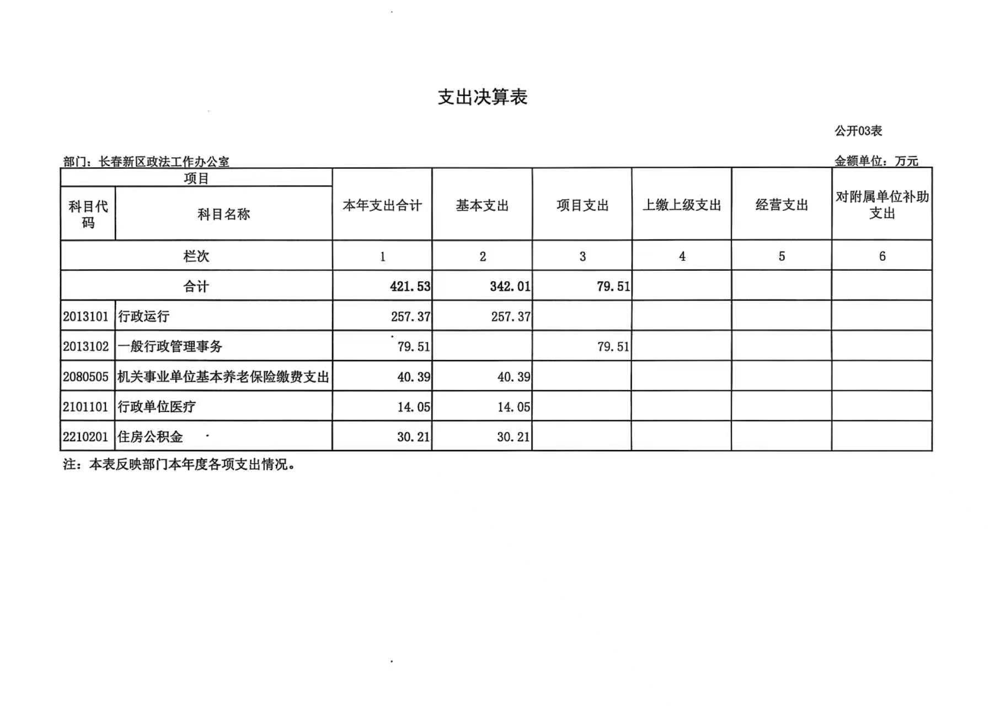 支出决算表
公开03表
部门：长春新区政法工作办公室 金额单位：万元
项目
科目代码 科目名称 本年支出合计 基本支出 项目支出 上缴上级支出 经营支出 对附属单位补助支出
栏次 1 2 3 4 5 6
合计 421.53 342.01 79.51
2013101 行政运行 257.37 257.37
2013102 一般行政管理事务 79.51 79.51
2080505 机关事业单位基本养老保险缴费支出 40.39 40.39
2101101 行政单位医疗 14.05 14.05
2210201 住房公积金 30.21 30.21
注：本表反映部门本年度各项支出情况。